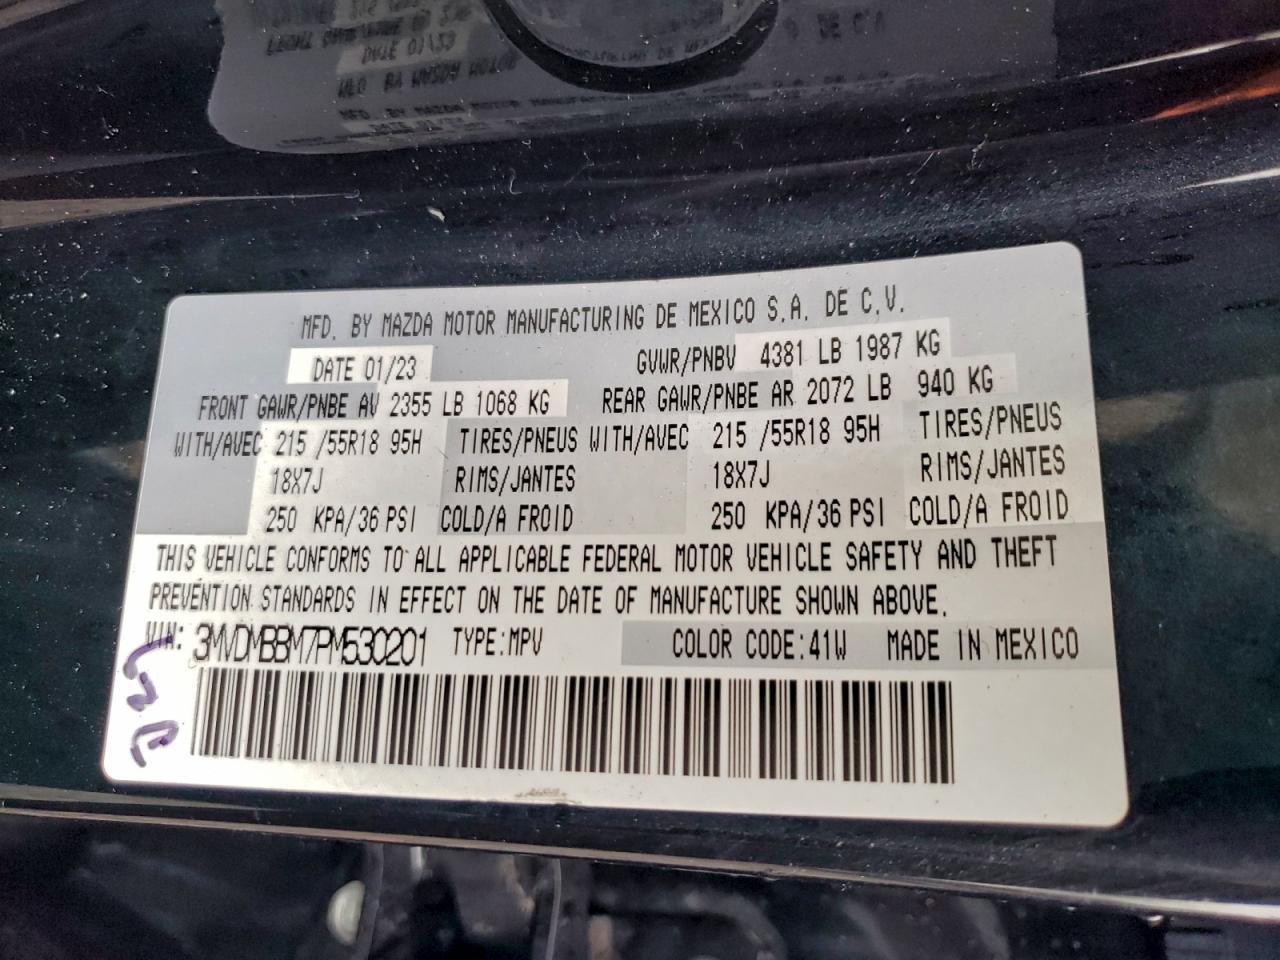 MFD. BY MAZDA MOTOR MANUFACTURING DE MEXICO S.A. DE C.V.
DATE 01/23 GVWR/PNBV 4381 LB 1987 KG
FRONT GAWR/PNBE AV 2355 LB 1068 KG REAR GAWR/PNBE AR 2072 LB 940 KG
WITH/AVEC 215 /55R18 95H TIRES/PNEUS WITH/AVEC 215 /55R18 95H TIRES/PNEUS
18X7J RIMS/JANTES 18X7J RIMS/JANTES
250 KPA/36 PSI COLD/A FROID 250 KPA/36 PSI COLD/A FROID
THIS VEHICLE CONFORMS TO ALL APPLICABLE FEDERAL MOTOR VEHICLE SAFETY AND THEFT
PREVENTION STANDARDS IN EFFECT ON THE DATE OF MANUFACTURE SHOWN ABOVE.
VIN: 3MVDMBBM7PM530201 TYPE:MPV COLOR CODE:41W MADE IN MEXICO